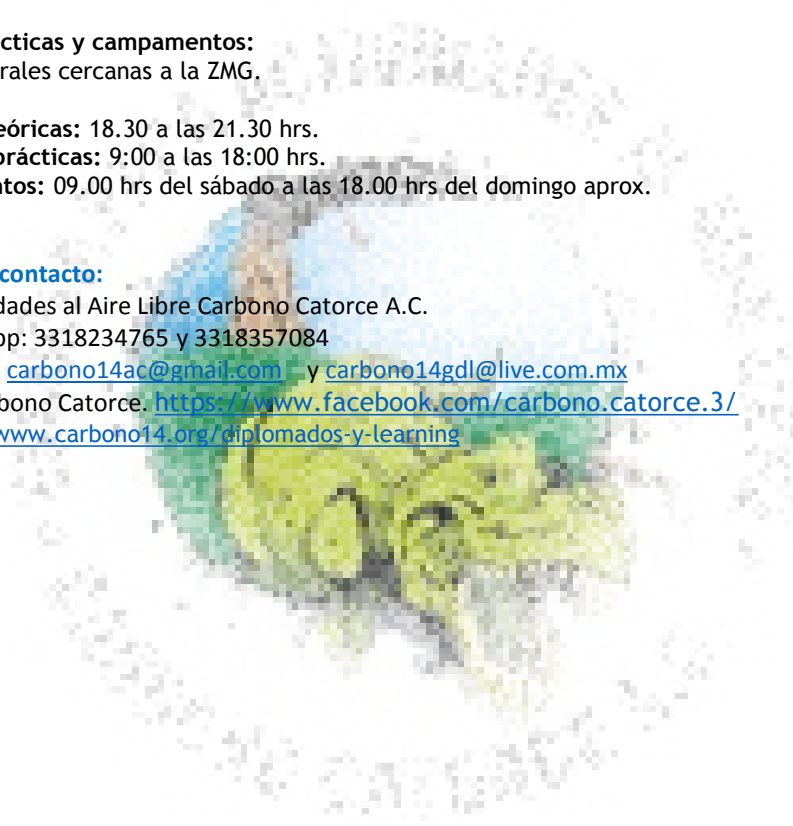 cticas y campamentos:
rales cercanas a la ZMG.
eóricas: 18.30 a las 21.30 hrs.
prácticas: 9:00 a las 18:00 hrs.
tos: 09.00 hrs del sábado a las 18.00 hrs del domingo aprox.
contacto:
dades al Aire Libre Carbono Catorce A.C.
pp: 3318234765 y 3318357084
carbono14ac@gmail.com y carbono14gdl@live.com.mx
bono Catorce. https://www.facebook.com/carbono.catorce.3/
www.carbono14.org/diplomados-y-learning